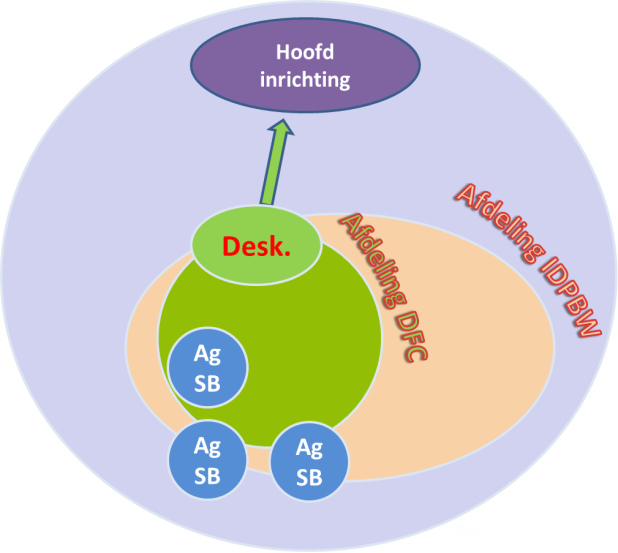 Hoofd
inrichting
Afdeling IDPBW
Desk.
Afdeling DFC
Ag
SB
Ag
SB
Ag
SB